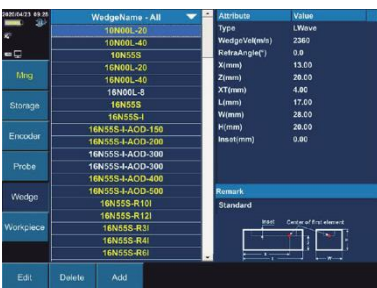 2020/04/23 09:26
WedgeName - All
Attribute Value
10N00L-20
10N00L-40
10N55S
16N00L-20
16N00L-40
16N00L-8
16N55S
16N55S-I
16N55S-I-AOD-150
16N55S-I-AOD-200
16N55S-I-AOD-300
16N55S-I-AOD-300
16N55S-I-AOD-400
16N55S-I-AOD-500
16N55S-R10I
16N55S-R12I
16N55S-R3I
16N55S-R4I
16N55S-R6I
Mng
Storage
Encoder
Probe
Wedge
Workpiece
Type LWave
WedgeVel(m/s) 2360
RefraAngle(°) 0.0
X(mm) 13.00
Z(mm) 20.00
XT(mm) 4.00
L(mm) 17.00
W(mm) 28.00
H(mm) 20.00
Inset(mm) 0.00
Remark
Standard
Inset Center of first element
Edit Delete Add